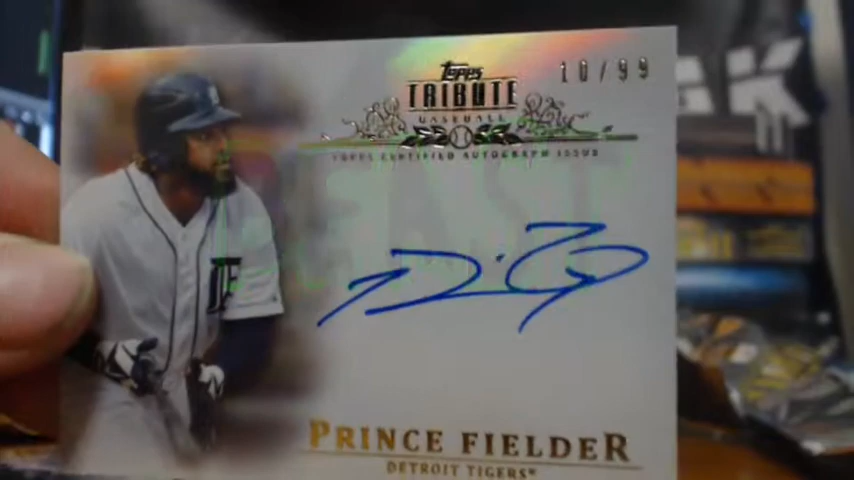 Topps
TRIBUTE
BASEBALL
10/99
TOPPS CERTIFIED AUTOGRAPH ISSUE
PRINCE FIELDER
DETROIT TIGERS